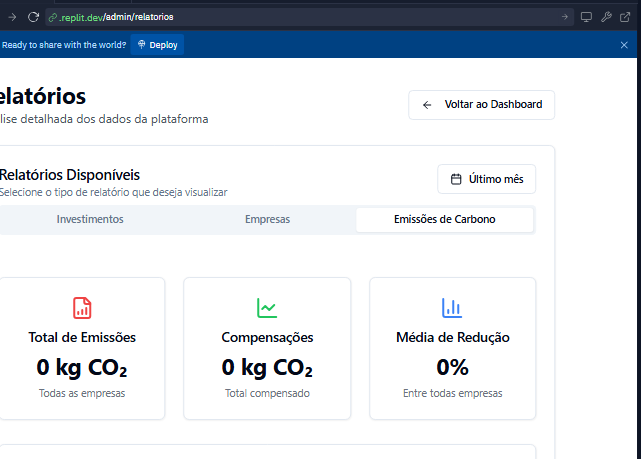 .replit.dev/admin/relatorios
Ready to share with the world? Deploy
elatórios
lise detalhada dos dados da plataforma
Voltar ao Dashboard
Relatórios Disponíveis
Selecione o tipo de relatório que deseja visualizar
Último mês
Investimentos Empresas Emissões de Carbono
Total de Emissões
0 kg CO₂
Todas as empresas
Compensações
0 kg CO₂
Total compensado
Média de Redução
0%
Entre todas empresas